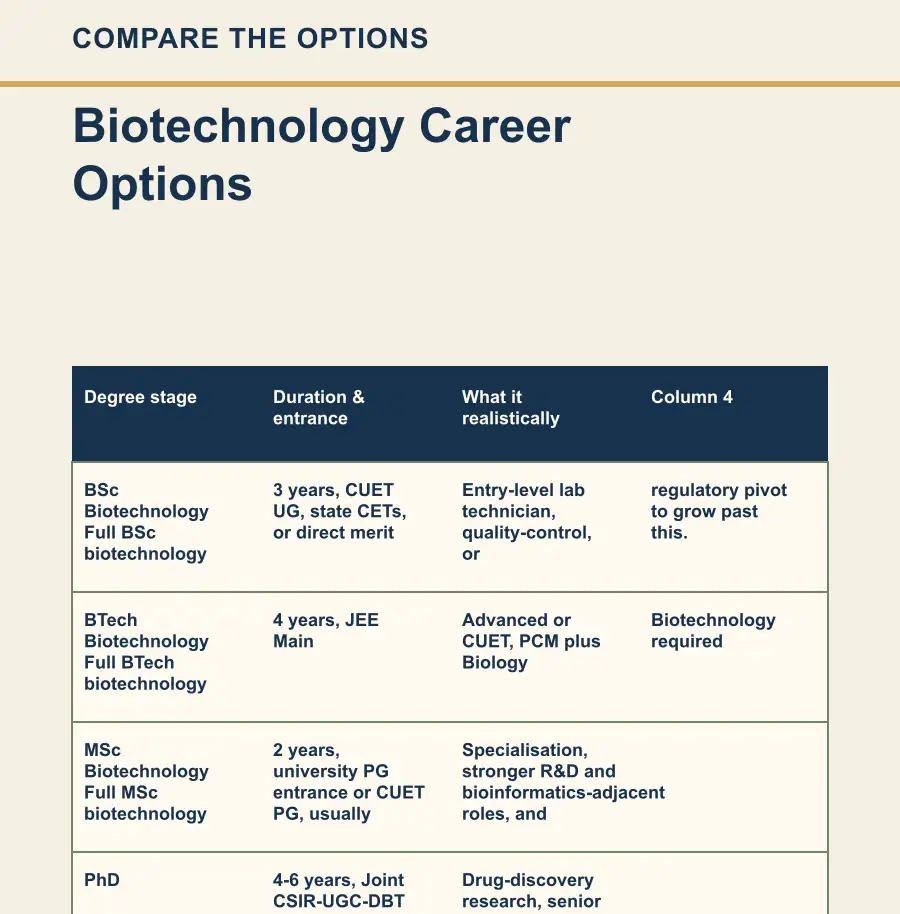 COMPARE THE OPTIONS
Biotechnology Career
Options
Degree stage
Duration &
entrance
What it
realistically
Column 4
BSc
Biotechnology
Full BSc
biotechnology
3 years, CUET
UG, state CETs,
or direct merit
Entry-level lab
technician,
quality-control,
or
regulatory pivot
to grow past
this.
BTech
Biotechnology
Full BTech
biotechnology
4 years, JEE
Main
Advanced or
CUET, PCM plus
Biology
Biotechnology
required
MSc
Biotechnology
Full MSc
biotechnology
2 years,
university PG
entrance or CUET
PG, usually
Specialisation,
stronger R&D and
bioinformatics-adjacent
roles, and
PhD
4-6 years, Joint
CSIR-UGC-DBT
Drug-discovery
research, senior